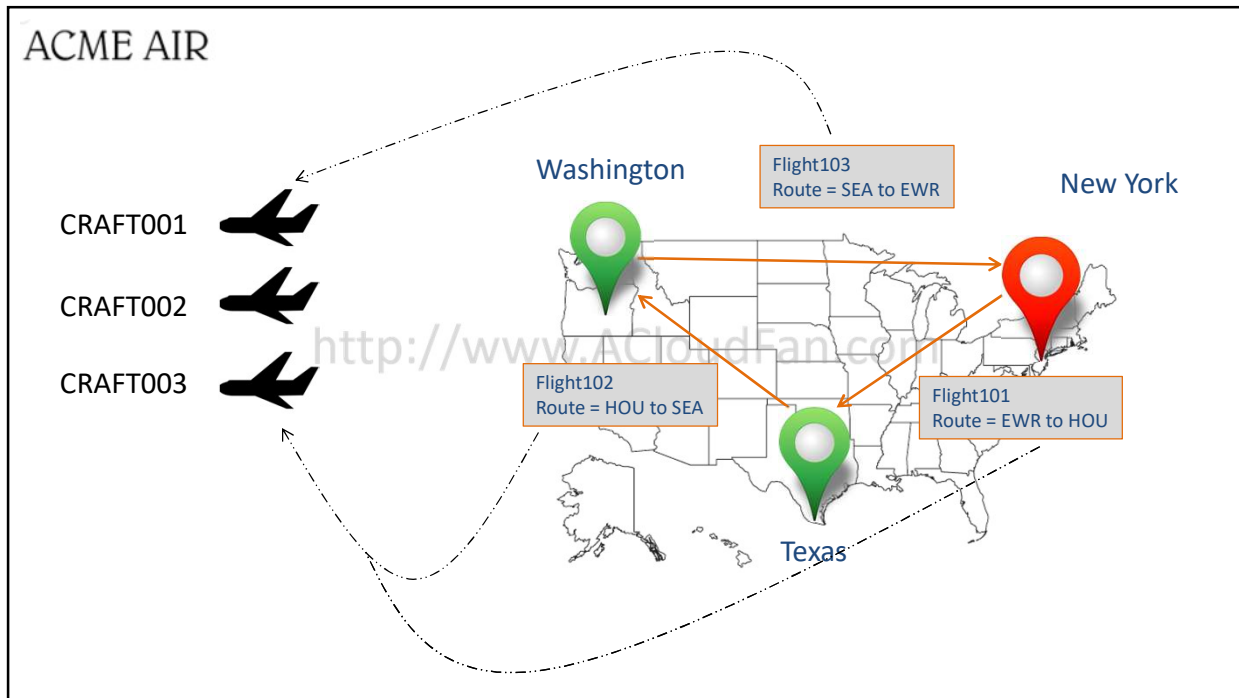 ACME AIR
Flight103
Route = SEA to EWR
Washington
New York
CRAFT001
CRAFT002
http://www.ACloudFan.com
CRAFT003
Flight102
Route = HOU to SEA
Flight101
Route = EWR to HOU
Texas